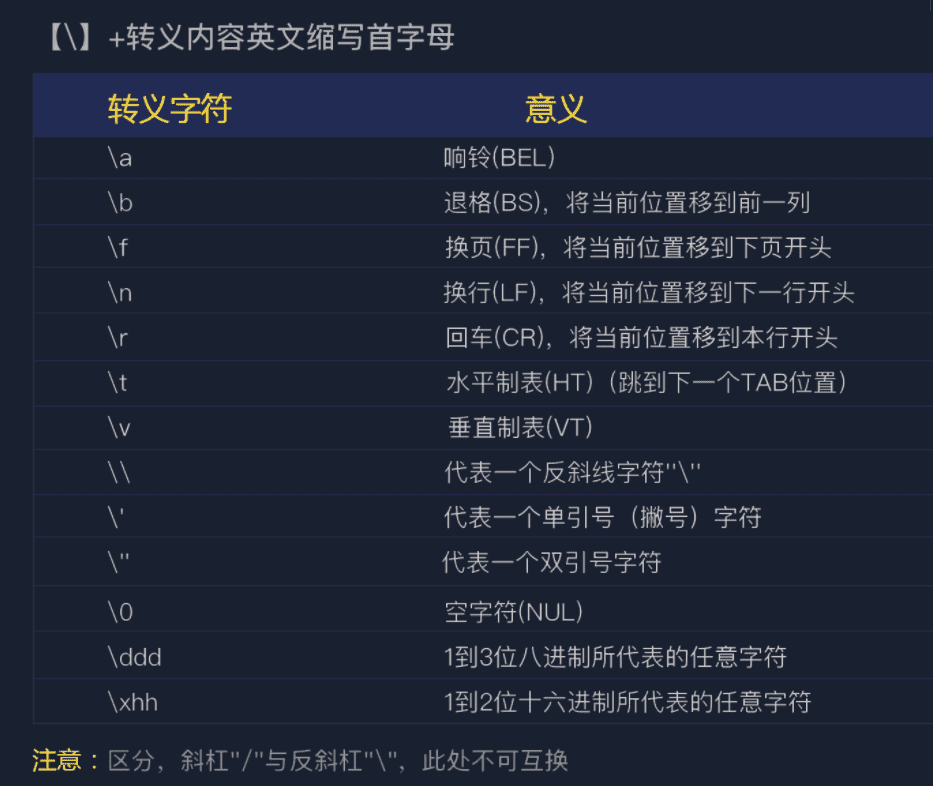 【\】+转义内容英文缩写首字母
转义字符 意义
\a 响铃(BEL)
\b 退格(BS)，将当前位置移到前一列
\f 换页(FF)，将当前位置移到下页开头
\n 换行(LF)，将当前位置移到下一行开头
\r 回车(CR)，将当前位置移到本行开头
\t 水平制表(HT)（跳到下一个TAB位置）
\v 垂直制表(VT)
\\ 代表一个反斜线字符"\"
\' 代表一个单引号（撇号）字符
\" 代表一个双引号字符
\0 空字符(NUL)
\ddd 1到3位八进制所代表的任意字符
\xhh 1到2位十六进制所代表的任意字符
注意：区分，斜杠"/"与反斜杠"\"，此处不可互换